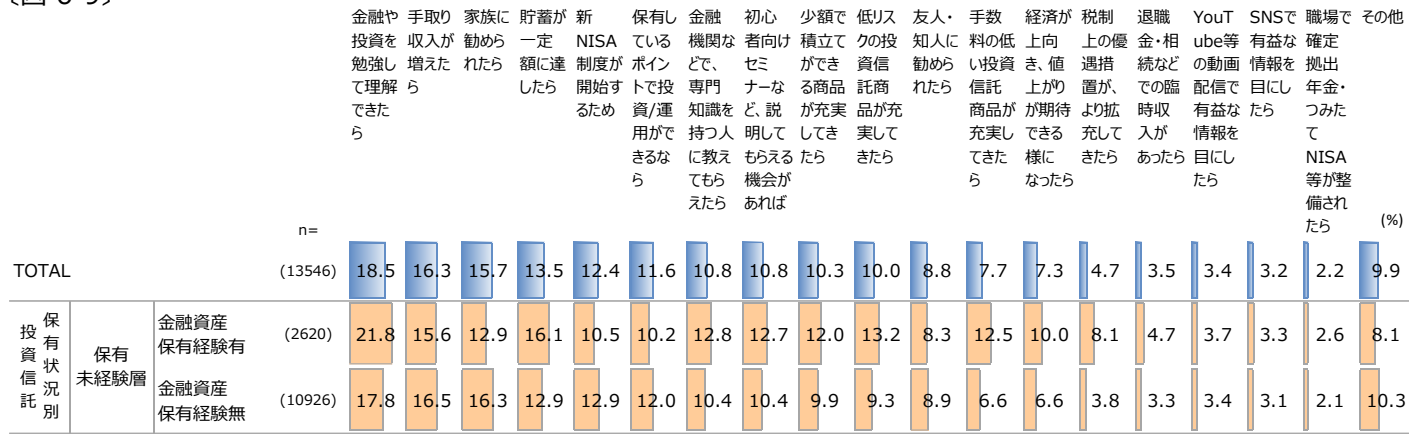 金融や
投資を
勉強し
て理解
できた
ら
手取り
収入が
増えた
ら
家族に
勧めら
れたら
貯蓄が
一定
額に達
したら
新
NISA
制度が
開始す
るため
保有し
ている
ポイン
トで投
資/運
用がで
きるな
ら
金融
機関な
どで、
専門
知識を
持つ人
に教え
てもら
えたら
初心
者向け
セミ
ナーな
ど、説
明して
もらえる
機会が
あれば
少額で
積立て
ができ
る商品
が充実
してき
たら
低リス
クの投
資信
託商
品が充
実して
きたら
友人・
知人に
勧めら
れたら
手数
料の低
い投資
信託
商品が
充実し
てきた
ら
経済が
上向
き、値
上がり
が期待
できる
様に
なったら
税制
上の優
遇措
置が、
より拡
充して
きたら
退職
金・相
続など
での臨
時収
入が
あったら
YouT
ube等
の動画
配信で
有益な
情報を
目にし
たら
SNSで
有益な
情報を
目にし
たら
職場で
確定
拠出
年金・
つみた
て
NISA
等が整
備され
たら
その他
n=
(%)
TOTAL (13546) 18.5 16.3 15.7 13.5 12.4 11.6 10.8 10.8 10.3 10.0 8.8 7.7 7.3 4.7 3.5 3.4 3.2 2.2 9.9
投資信託
保有状況別
保有
未経験層
金融資産
保有経験有
(2620) 21.8 15.6 12.9 16.1 10.5 10.2 12.8 12.7 12.0 13.2 8.3 12.5 10.0 8.1 4.7 3.7 3.3 2.6 8.1
金融資産
保有経験無
(10926) 17.8 16.5 16.3 12.9 12.9 12.0 10.4 10.4 9.9 9.3 8.9 6.6 6.6 3.8 3.3 3.4 3.1 2.1 10.3